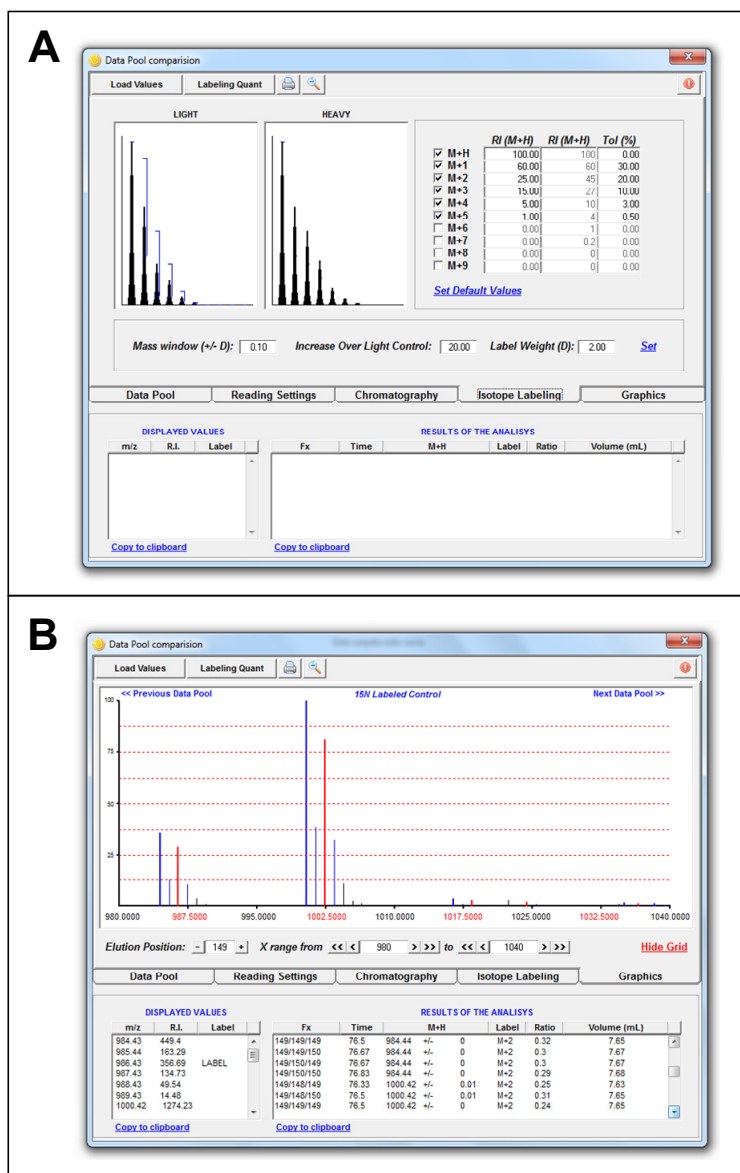 A
Data Pool comparision
Load Values Labeling Quant
LIGHT HEAVY
RI (M+H) RI (M+H) Tol (%)
M+H 100.00 100 0.00
M+1 60.00 60 30.00
M+2 25.00 45 20.00
M+3 15.00 27 10.00
M+4 5.00 10 3.00
M+5 1.00 4 0.50
M+6 0.00 1 0.00
M+7 0.00 0.2 0.00
M+8 0.00 0 0.00
M+9 0.00 0 0.00
Set Default Values
Mass window (+/- D): 0.10 Increase Over Light Control: 20.00 Label Weight (D): 2.00 Set
Data Pool Reading Settings Chromatography Isotope Labeling Graphics
DISPLAYED VALUES RESULTS OF THE ANALISYS
m/z R.I. Label Fx Time M+H Label Ratio Volume (mL)
Copy to clipboard Copy to clipboard
B
Data Pool comparision
Load Values Labeling Quant
<< Previous Data Pool 15N Labeled Control Next Data Pool >>
100
75
50
25
980.0000 987.5000 995.0000 1002.5000 1010.0000 1017.5000 1025.0000 1032.5000 1040.0000
Elution Position: - 149 + X range from << < 980 > >> to << < 1040 > >> Hide Grid
Data Pool Reading Settings Chromatography Isotope Labeling Graphics
DISPLAYED VALUES RESULTS OF THE ANALISYS
m/z R.I. Label Fx Time M+H Label Ratio Volume (mL)
984.43 449.4 149/149/149 76.5 984.44 +/- 0 M+2 0.32 7.65
985.44 163.29 149/149/150 76.67 984.44 +/- 0 M+2 0.3 7.67
986.43 356.69 LABEL 149/150/149 76.67 984.44 +/- 0 M+2 0.3 7.67
987.43 134.73 149/150/150 76.83 984.44 +/- 0 M+2 0.29 7.68
988.43 49.54 149/148/149 76.33 1000.42 +/- 0.01 M+2 0.25 7.63
989.43 14.48 149/148/150 76.5 1000.42 +/- 0.01 M+2 0.31 7.65
1000.42 1274.23 149/149/149 76.5 1000.42 +/- 0 M+2 0.24 7.65
Copy to clipboard Copy to clipboard